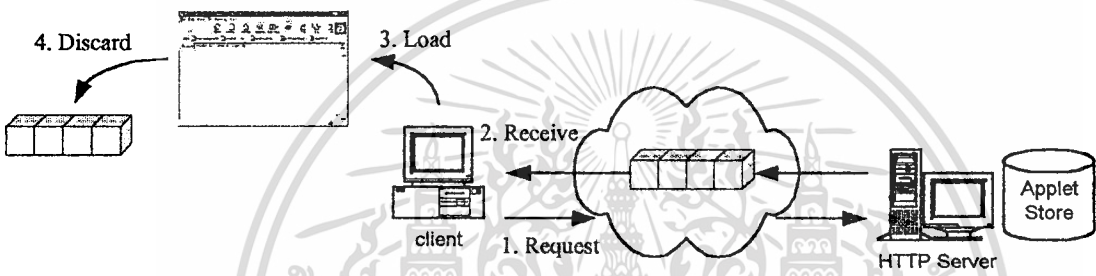 4. Discard
3. Load
2. Receive
Applet
Store
client
1. Request
HTTP Server